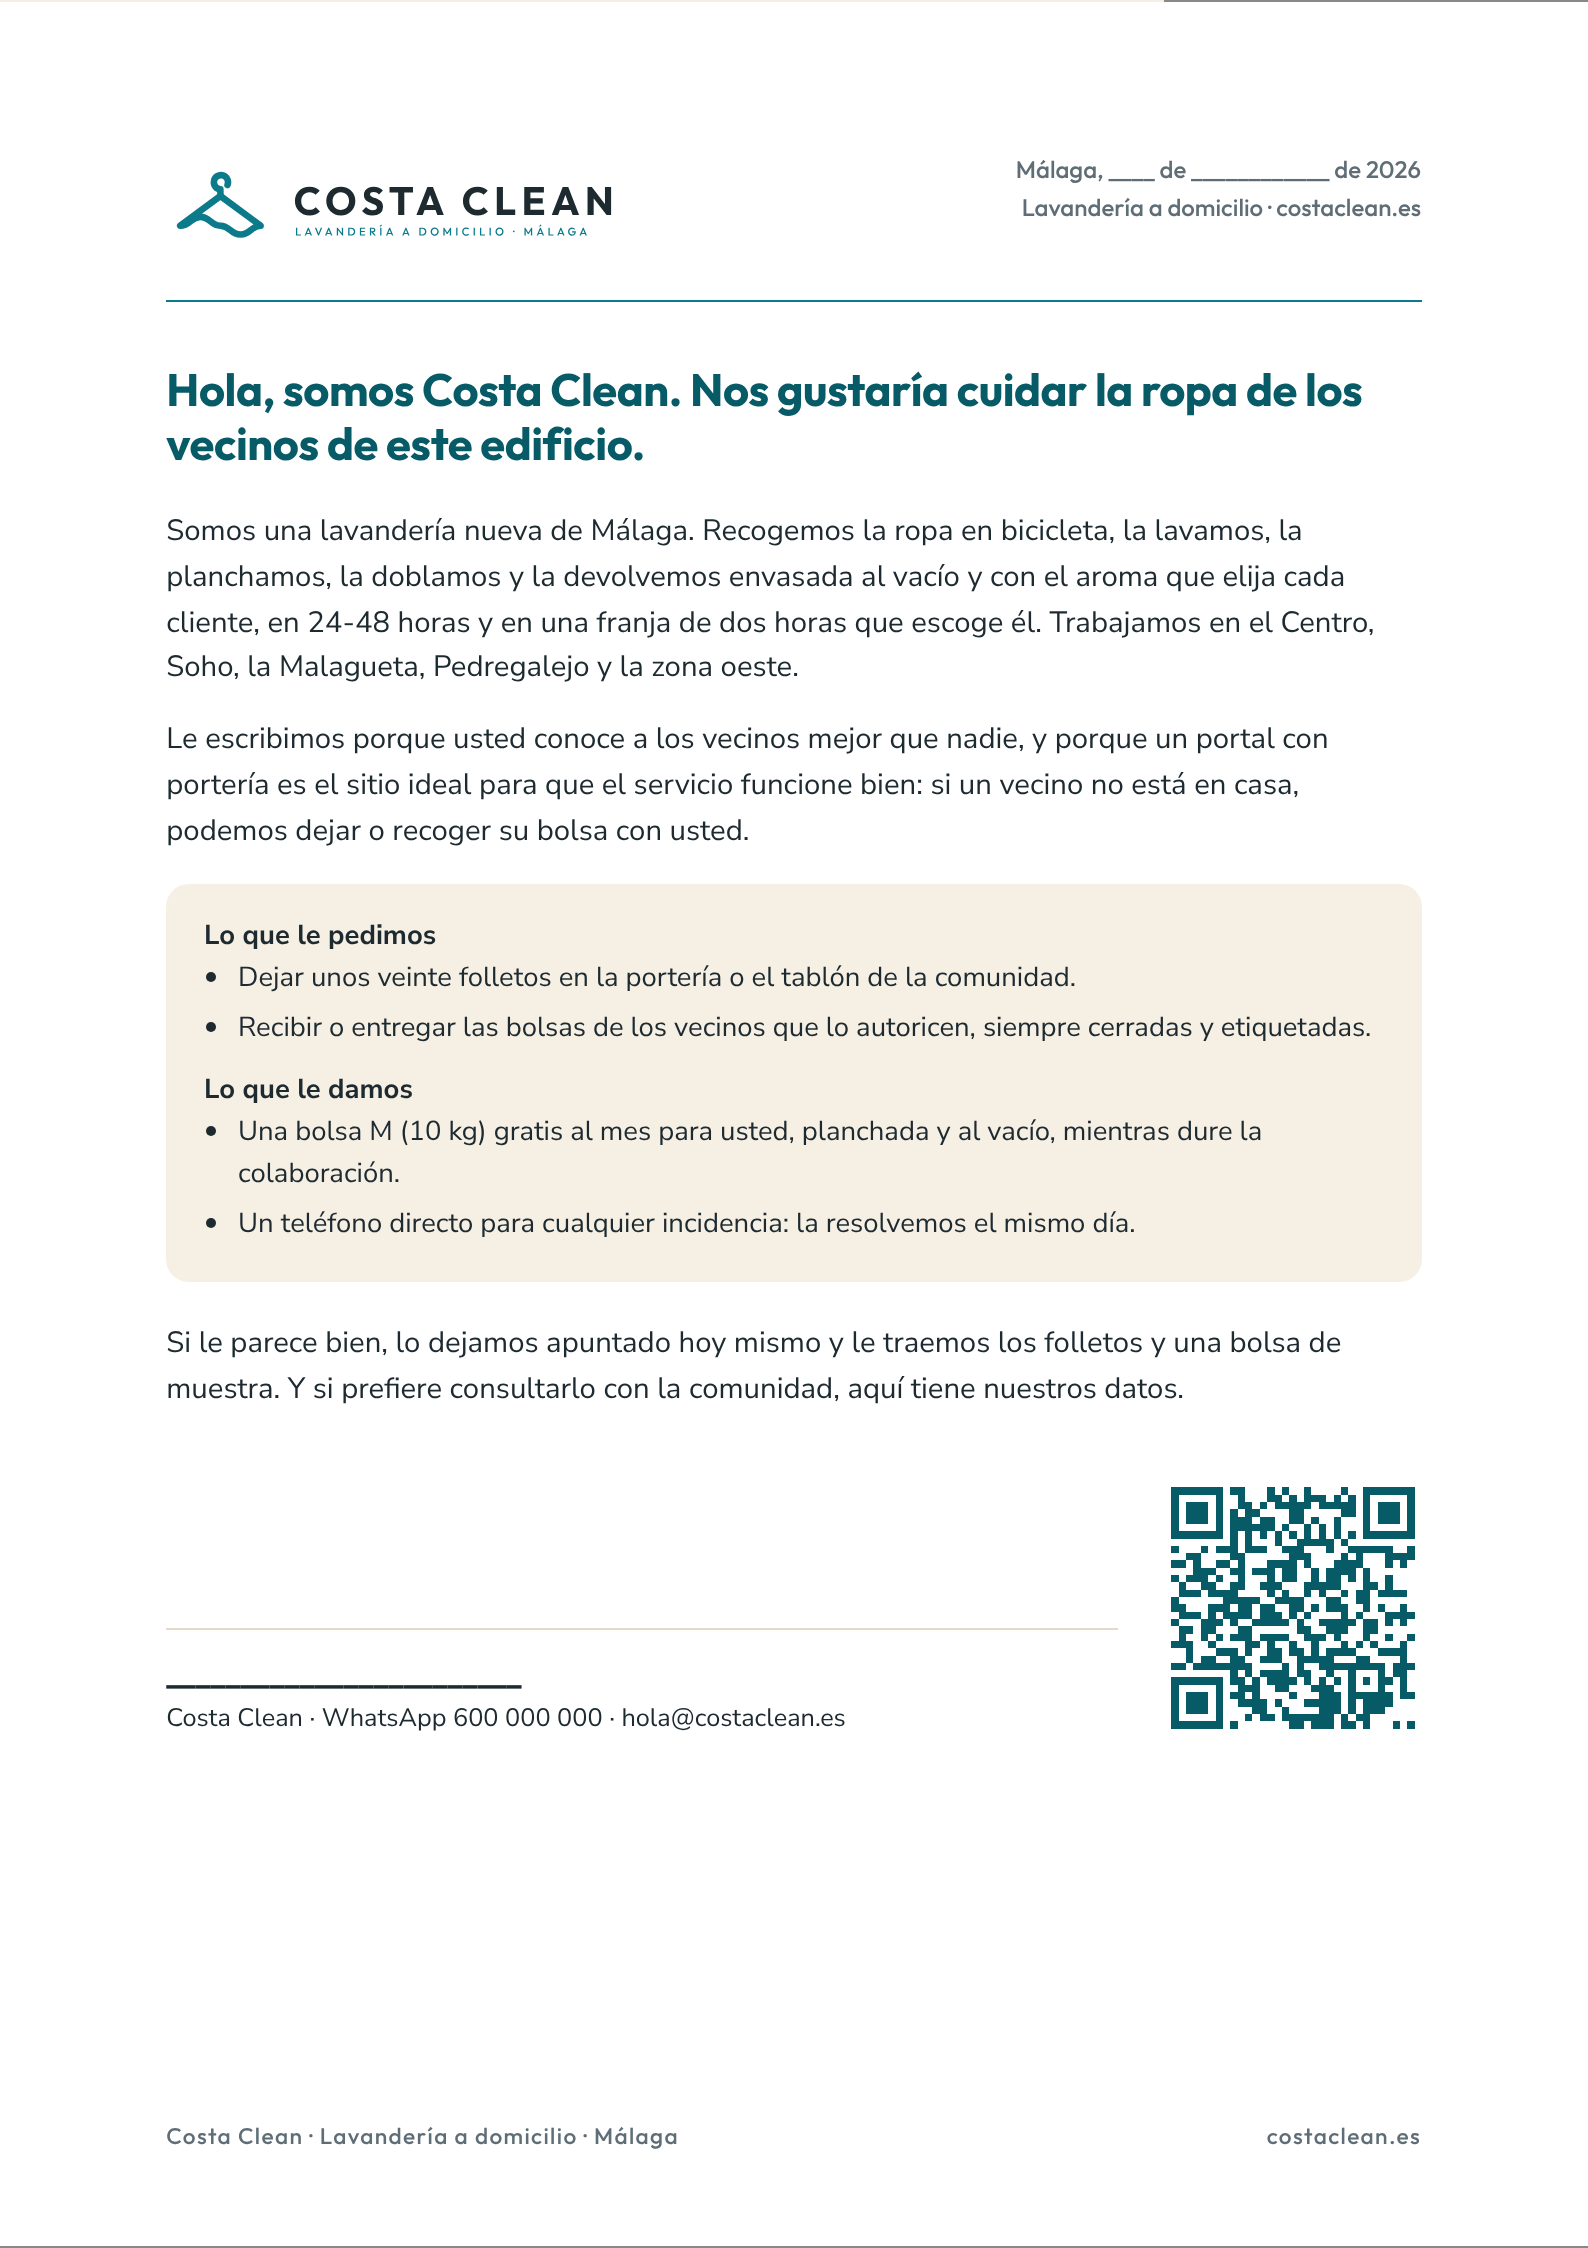 COSTA CLEAN
LAVANDERÍA A DOMICILIO · MÁLAGA
Málaga, ____ de ____________ de 2026
Lavandería a domicilio · costaclean.es
Hola, somos Costa Clean. Nos gustaría cuidar la ropa de los
vecinos de este edificio.
Somos una lavandería nueva de Málaga. Recogemos la ropa en bicicleta, la lavamos, la
planchamos, la doblamos y la devolvemos envasada al vacío y con el aroma que elija cada
cliente, en 24-48 horas y en una franja de dos horas que escoge él. Trabajamos en el Centro,
Soho, la Malagueta, Pedregalejo y la zona oeste.
Le escribimos porque usted conoce a los vecinos mejor que nadie, y porque un portal con
portería es el sitio ideal para que el servicio funcione bien: si un vecino no está en casa,
podemos dejar o recoger su bolsa con usted.
Lo que le pedimos
• Dejar unos veinte folletos en la portería o el tablón de la comunidad.
• Recibir o entregar las bolsas de los vecinos que lo autoricen, siempre cerradas y etiquetadas.
Lo que le damos
• Una bolsa M (10 kg) gratis al mes para usted, planchada y al vacío, mientras dure la
colaboración.
• Un teléfono directo para cualquier incidencia: la resolvemos el mismo día.
Si le parece bien, lo dejamos apuntado hoy mismo y le traemos los folletos y una bolsa de
muestra. Y si prefiere consultarlo con la comunidad, aquí tiene nuestros datos.
________________________
Costa Clean · WhatsApp 600 000 000 · hola@costaclean.es
Costa Clean · Lavandería a domicilio · Málaga
costaclean.es